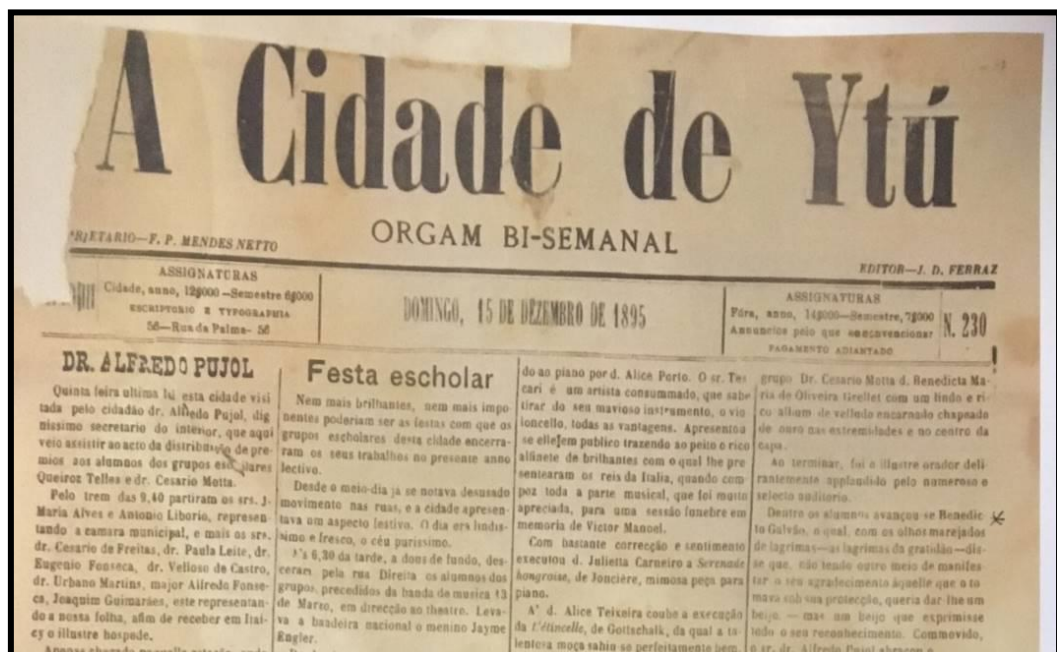 A Cidade de Ytú
ORGAM BI-SEMANAL
RIETARIO—F. P. MENDES NETTO
EDITOR—J. D. FERRAZ
ASSIGNATURAS
Cidade, anno, 12$000—Semestre 6$000
ESCRIPTORIO E TYPOGRAPHIA
56—Rua da Palma—56
DOMINGO, 15 DE DEZEMBRO DE 1895
ASSIGNATURAS
Fóra, anno, 14$000—Semestre, 7$000
Annuncios pelo que se convencionar
PAGAMENTO ADIANTADO
N. 230
DR. ALFREDO PUJOL
Quinta feira ultima foi esta cidade visi
tada pelo cidadão dr. Alfredo Pujol, dig
nissimo secretario do interior, que aqui
veio assistir ao acto da distribuição de pre-
mios aos alumnos dos grupos escolares
Queiroz Telles e dr. Cesario Motta.
Pelo trem das 9,40 partiram os srs. J.
Maria Alves e Antonio Liborio, represen-
tando a camara municipal, e mais os srs.
dr. Cesario de Freitas, dr. Paula Leite, dr.
Eugenio Fonseca, dr. Velloso de Castro,
dr. Urbano Martins, major Alfredo Fonse-
ca, Joaquim Guimarães, este representan-
do a nossa folha, afim de receber em Itai-
cy o illustre hospede.
Apenas chegado
Festa escholar
Nem mais brilhantes, nem mais impo
nentes poderiam ser as festas com que os
grupos escholares desta cidade encerra-
ram os seus trabalhos no presente anno
lectivo.
Desde o meio-dia já se notava desusado
movimento nas ruas, e a cidade apresen-
tava um aspecto festivo. O dia era lindis-
simo e fresco, o céu purissimo.
A's 6,30 da tarde, a dous de fundo, des-
ceram pela rua Direita os alumnos dos
grupos, precedidos da banda de musica 13
de Março, em direcção ao theatro. Leva-
va a bandeira nacional o menino Jayme
Engler.
do ao piano por d. Alice Porto. O sr. Tes
cari é um artista consummado, que sabe
tirar do seu mavioso instrumento, o vio
loncello, todas as vantagens. Apresentou
se elle em publico trazendo ao peito o rico
alfinete de brilhantes com o qual lhe pre
sentearam os reis da Italia, quando com
poz toda a parte musical, que foi muito
apreciada, para uma sessão funebre em
memoria de Victor Manoel.
Com bastante correcção e sentimento
executou d. Julietta Carneiro a Serenade
hongroise, de Joncière, mimosa peça para
piano.
A' d. Alice Teixeira coube a execução
da L'étincelle, de Gottschalk, da qual a ta-
lentosa moça sahiu se perfeitamente bem.
grupo Dr. Cesario Motta d. Benedicta Ma
ria de Oliveira Grellet com um lindo e ri
co album de velludo encarnado chapeado
de ouro nas extremidades e no centro da
capa.
Ao terminar, foi o illustre orador deli
rantemente applaudido pelo numeroso e
selecto auditorio.
Dentre os alumnos avançou se Benedic
to Galvão, o qual, com os olhos marejados
de lagrimas—as lagrimas da gratidão—dis-
se que, não tendo outro meio de manifes-
tar o seu agradecimento áquelle que o to
mava sob sua protecção, queria dar-lhe um
beijo — mas um beijo que exprimisse
todo o seu reconhecimento. Commovido,
o sr. dr. Alfredo Pujol abraçou o